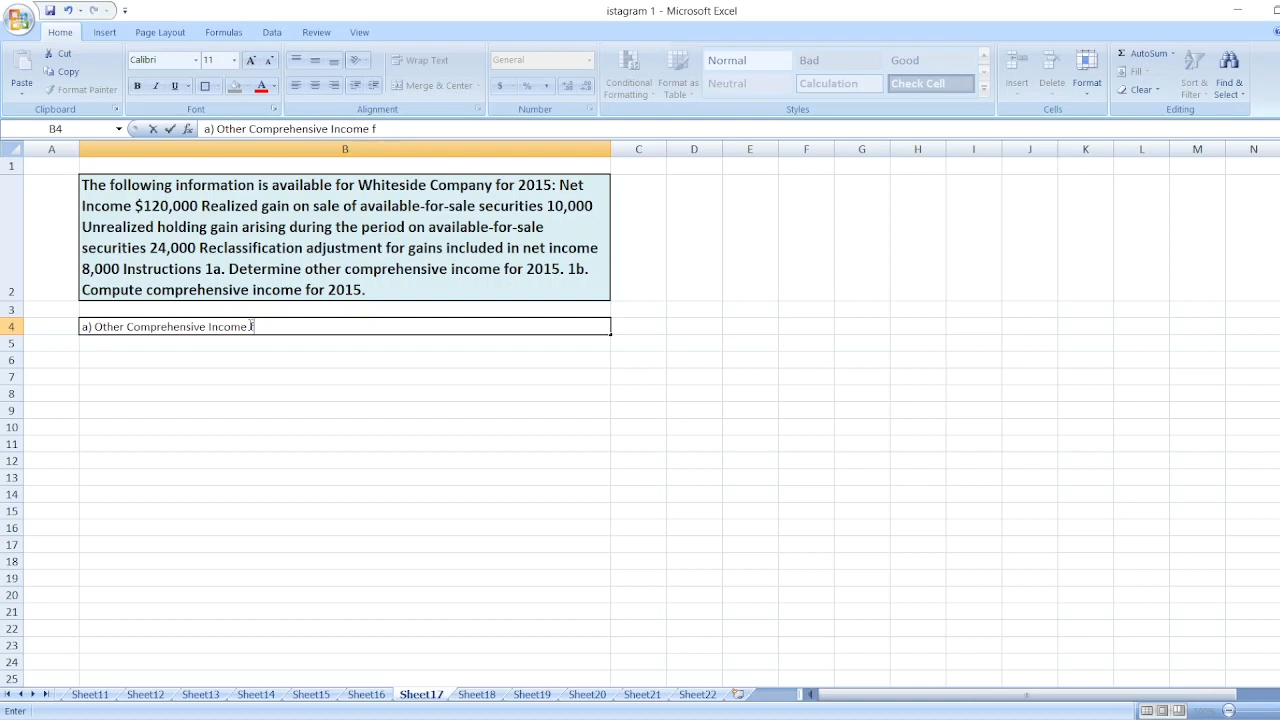 istagram 1 - Microsoft Excel
Home Insert Page Layout Formulas Data Review View
Paste Cut Copy Format Painter Clipboard
Calibri 11 A A B I U A Font
Wrap Text Merge & Center Alignment
General $ % , Number
Conditional Formatting Format as Table Normal Bad Good Neutral Calculation Check Cell Styles
Insert Delete Format Cells
Σ AutoSum Fill Clear Sort & Filter Find & Select Editing
B4 fx a) Other Comprehensive Income f
A B C D E F G H I J K L M N
1
2
The following information is available for Whiteside Company for 2015: Net
Income $120,000 Realized gain on sale of available-for-sale securities 10,000
Unrealized holding gain arising during the period on available-for-sale
securities 24,000 Reclassification adjustment for gains included in net income
8,000 Instructions 1a. Determine other comprehensive income for 2015. 1b.
Compute comprehensive income for 2015.
3
4 a) Other Comprehensive Income f
5
6
7
8
9
10
11
12
13
14
15
16
17
18
19
20
21
22
23
24
25
Sheet11 Sheet12 Sheet13 Sheet14 Sheet15 Sheet16 Sheet17 Sheet18 Sheet19 Sheet20 Sheet21 Sheet22
Enter 100%